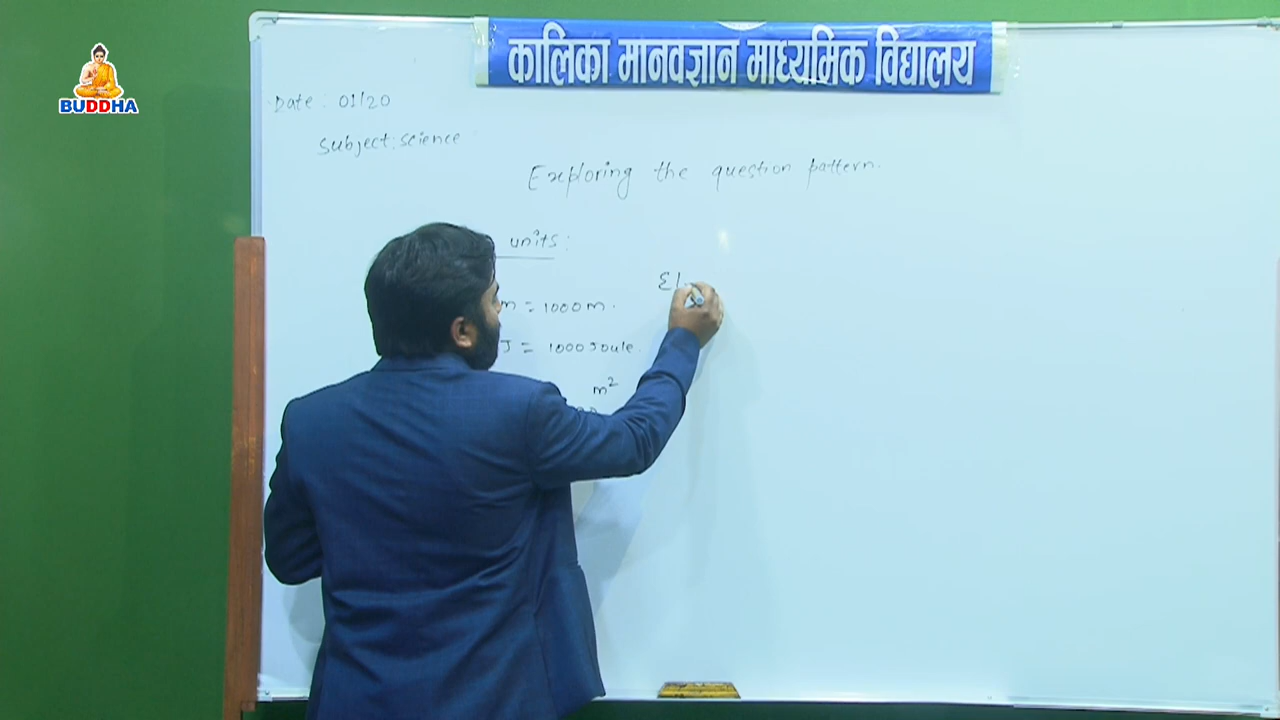 कालिका मानवज्ञान माध्यमिक विद्यालय
BUDDHA
Date : 01/20
Subject: science
Exploring the question pattern.
units :
m = 1000 m.
J = 1000 Joule.
m²